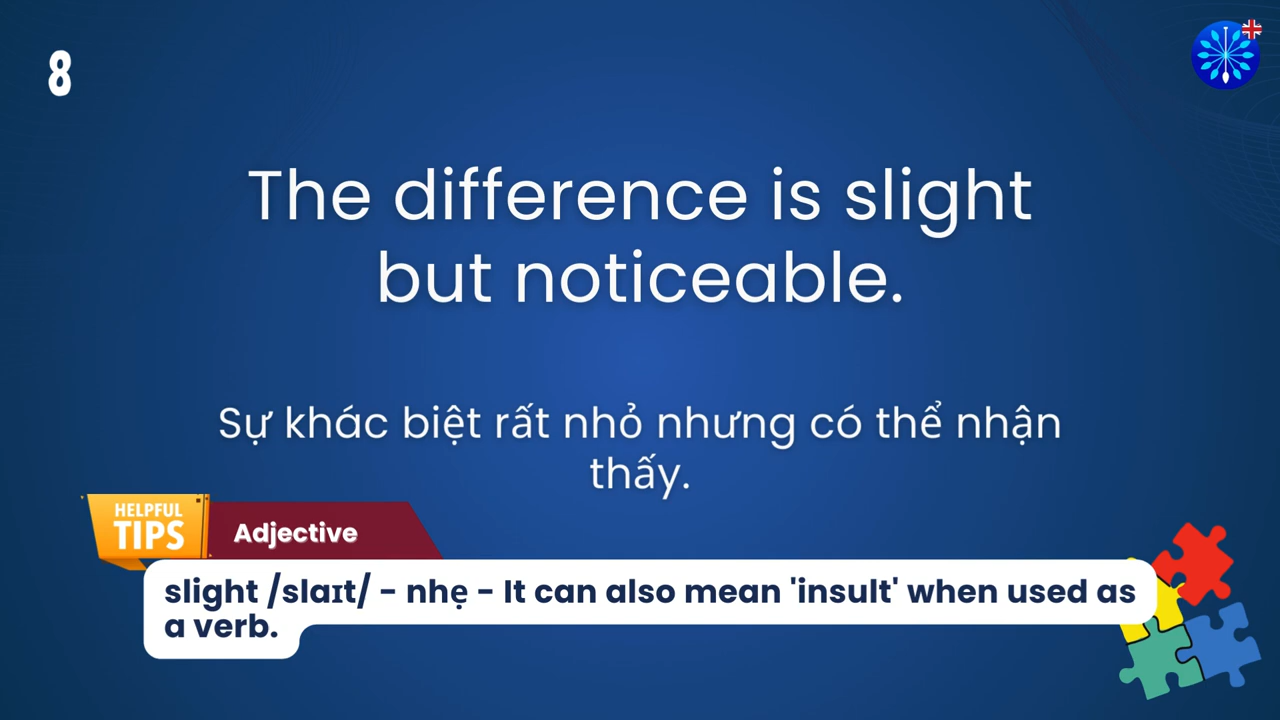 8
The difference is slight
but noticeable.
Sự khác biệt rất nhỏ nhưng có thể nhận
thấy.
HELPFUL
TIPS
Adjective
slight /slaɪt/ - nhẹ - It can also mean 'insult' when used as
a verb.